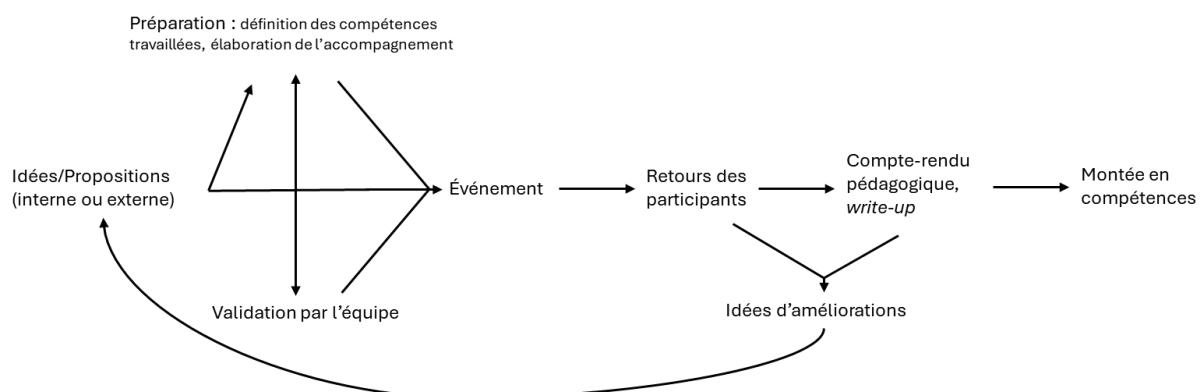 Préparation : définition des compétences
travaillées, élaboration de l’accompagnement
Idées/Propositions
(interne ou externe)
Événement
Retours des
participants
Compte-rendu
pédagogique,
write-up
Montée en
compétences
Validation par l’équipe
Idées d’améliorations